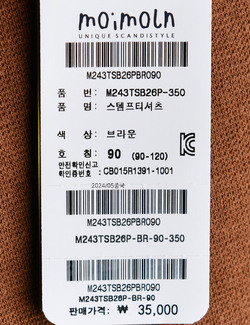 moimoln
UNIQUE SCANDISTYLE
M243TSB26PBR090
품 번: M243TSB26P-350
품 명: 스템프티셔츠
색 상: 브라운
호 칭: 90 (90-120)
안전확인신고
확인증번호 : CB015R1391-1001
2024/05중국
M243TSB26PBR090
M243TSB26P-BR-90-350
M243TSB26PBR090
M243TSB26P-BR-90
판매가격: ₩ 35,000